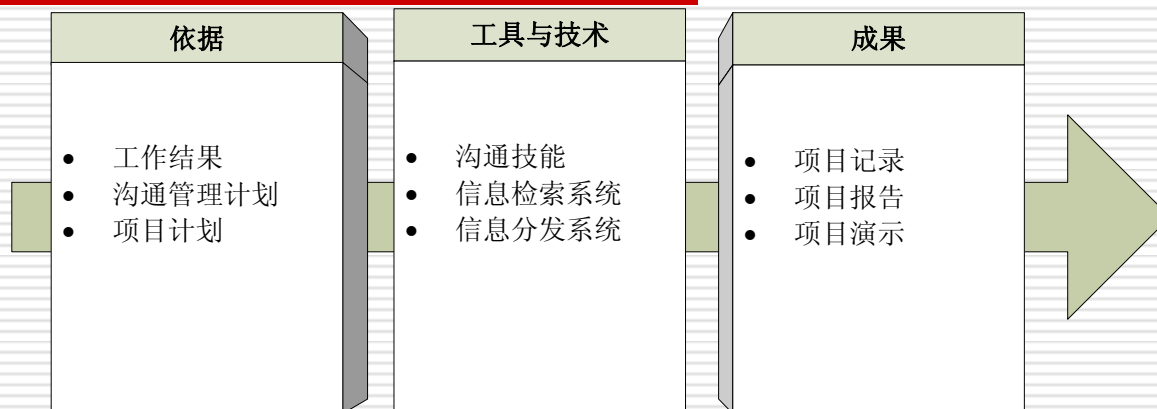 依据
• 工作结果
• 沟通管理计划
• 项目计划
工具与技术
• 沟通技能
• 信息检索系统
• 信息分发系统
成果
• 项目记录
• 项目报告
• 项目演示